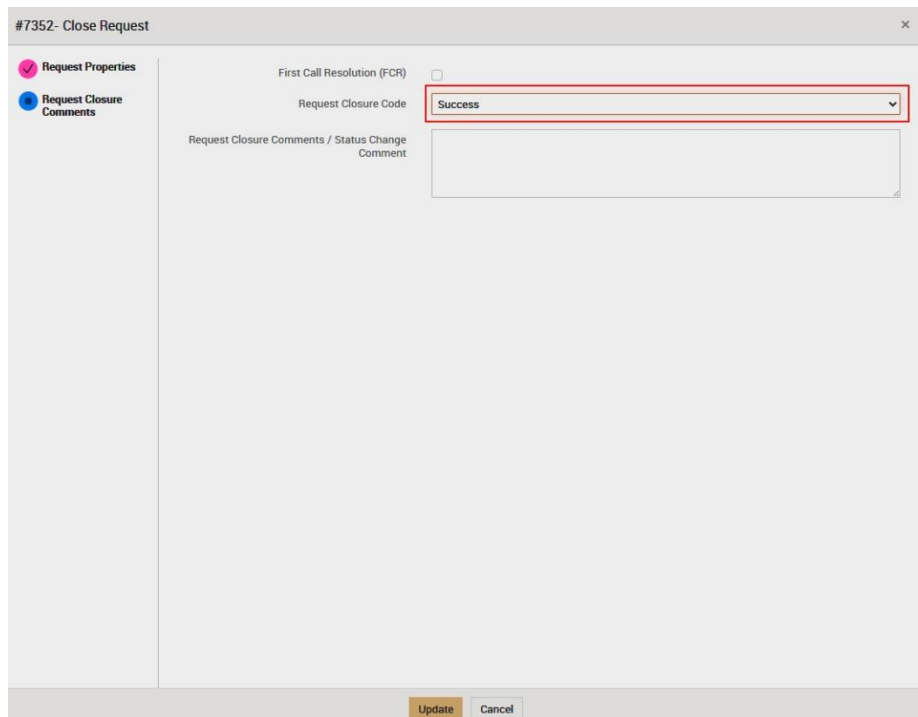 #7352- Close Request
×
Request Properties
Request Closure
Comments
First Call Resolution (FCR)
Request Closure Code
Success
Request Closure Comments / Status Change
Comment
Update
Cancel